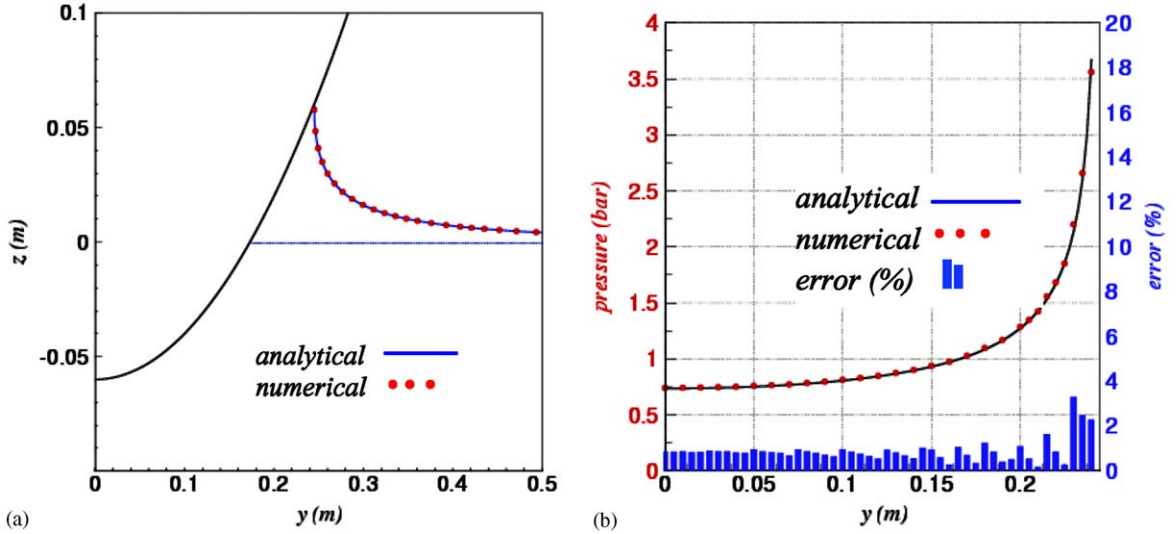 0.1
0.05
0
-0.05
z (m)
analytical
numerical
0 0.1 0.2 0.3 0.4 0.5
y (m)
(a)
4
3.5
3
2.5
2
1.5
1
0.5
0
pressure (bar)
analytical
numerical
error (%)
20
18
16
14
12
10
8
6
4
2
0
error (%)
0 0.05 0.1 0.15 0.2
y (m)
(b)